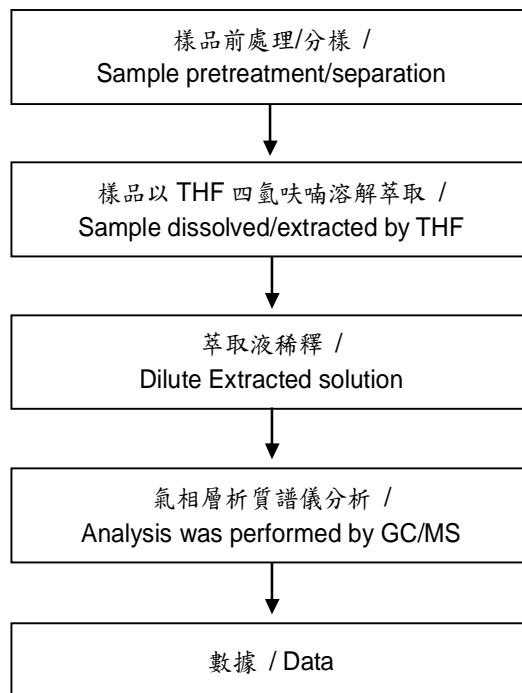 樣品前處理/分樣 /
Sample pretreatment/separation
樣品以 THF 四氫呋喃溶解萃取 /
Sample dissolved/extracted by THF
萃取液稀釋 /
Dilute Extracted solution
氣相層析質譜儀分析 /
Analysis was performed by GC/MS
數據 / Data